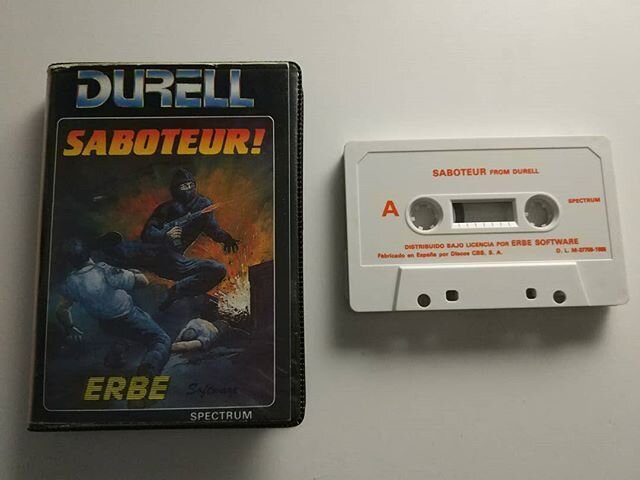 DURELL
SABOTEUR!
ERBE Software
SPECTRUM
SABOTEUR FROM DURELL
A
SPECTRUM
DISTRIBUIDO BAJO LICENCIA POR ERBE SOFTWARE
Fabricado en España por Discos CBS, S. A.
D. L. M-